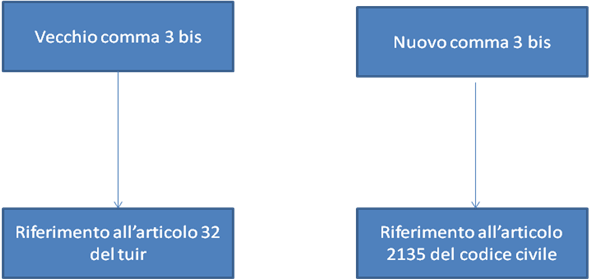 Vecchio comma 3 bis
Nuovo comma 3 bis
Riferimento all’articolo 32
del tuir
Riferimento all’articolo
2135 del codice civile